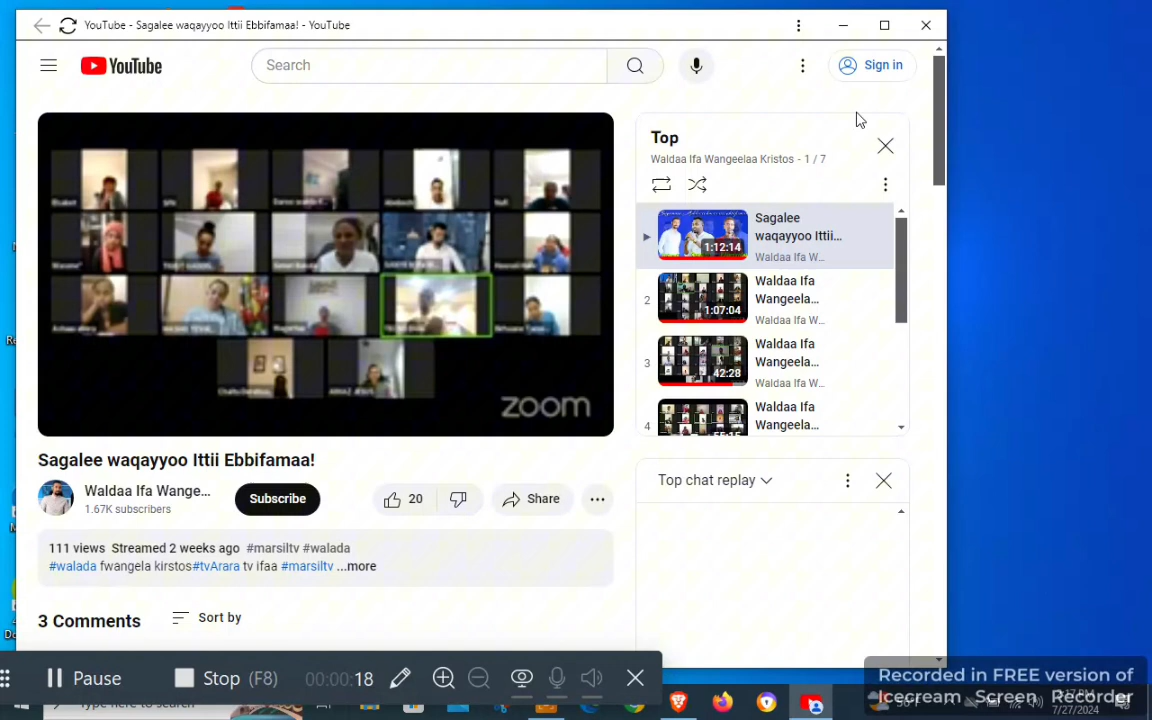 YouTube - Sagalee waqayyoo Ittii Ebbifamaa! - YouTube
YouTube
Search
Sign in
Top
Waldaa Ifa Wangeelaa Kristos - 1 / 7
Sagalee
waqayyoo Ittii...
1:12:14
Waldaa Ifa W...
Waldaa Ifa
2
Wangeela...
1:07:04
Waldaa Ifa W...
Waldaa Ifa
3
Wangeela...
42:28
Waldaa Ifa W...
Waldaa Ifa
4
Wangeela...
zoom
Sagalee waqayyoo Ittii Ebbifamaa!
Top chat replay
Waldaa Ifa Wange...
1.67K subscribers
Subscribe
20
Share
111 views Streamed 2 weeks ago #marsiltv #walada
#walada fwangela kirstos#tvArara tv ifaa #marsiltv ...more
3 Comments
Sort by
Pause
Stop (F8)
00:00:18
Recorded in FREE version of
Icecream Screen Recorder
Type here to search
7/27/2024